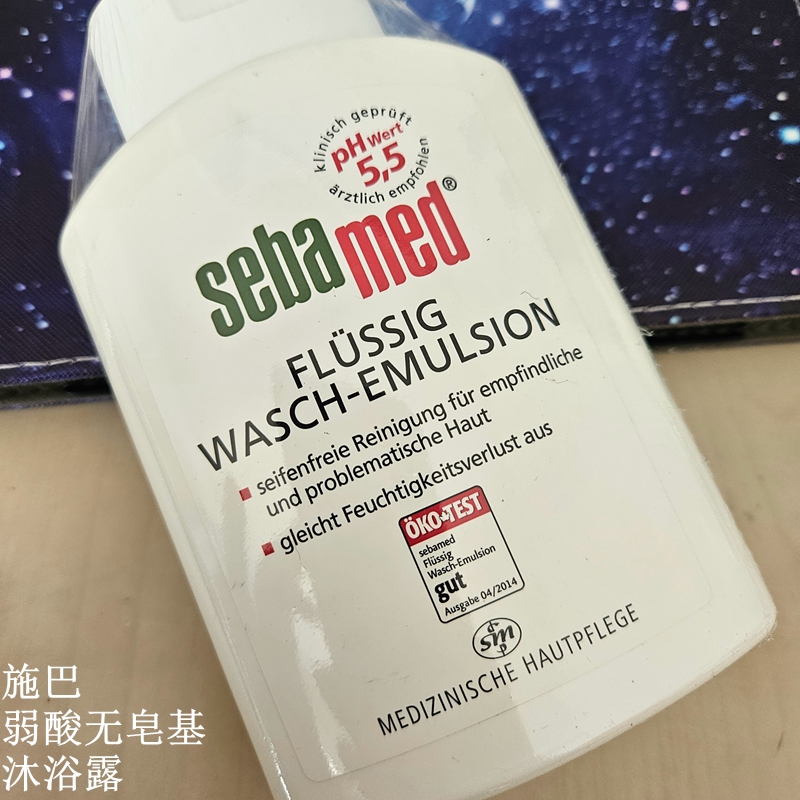 klinisch geprüft
pH Wert
5,5
ärztlich empfohlen
sebamed®
FLÜSSIG
WASCH-EMULSION
seifenfreie Reinigung für empfindliche
und problematische Haut
gleicht Feuchtigkeitsverlust aus
ÖKO-TEST
sebamed
Flüssig
Wasch-Emulsion
gut
Ausgabe 04/2014
d
sm
p
MEDIZINISCHE HAUTPFLEGE
施巴
弱酸无皂基
沐浴露